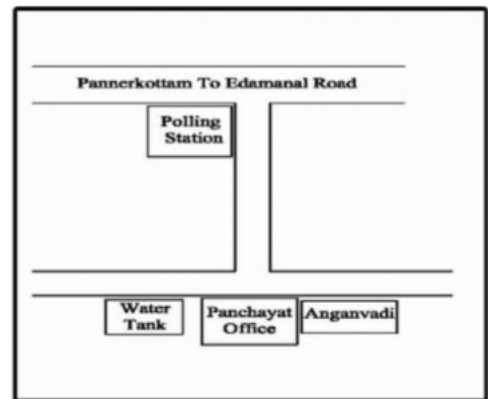 Pannerkottam To Edamanal Road
Polling
Station
Water
Tank
Panchayat
Office
Anganvadi